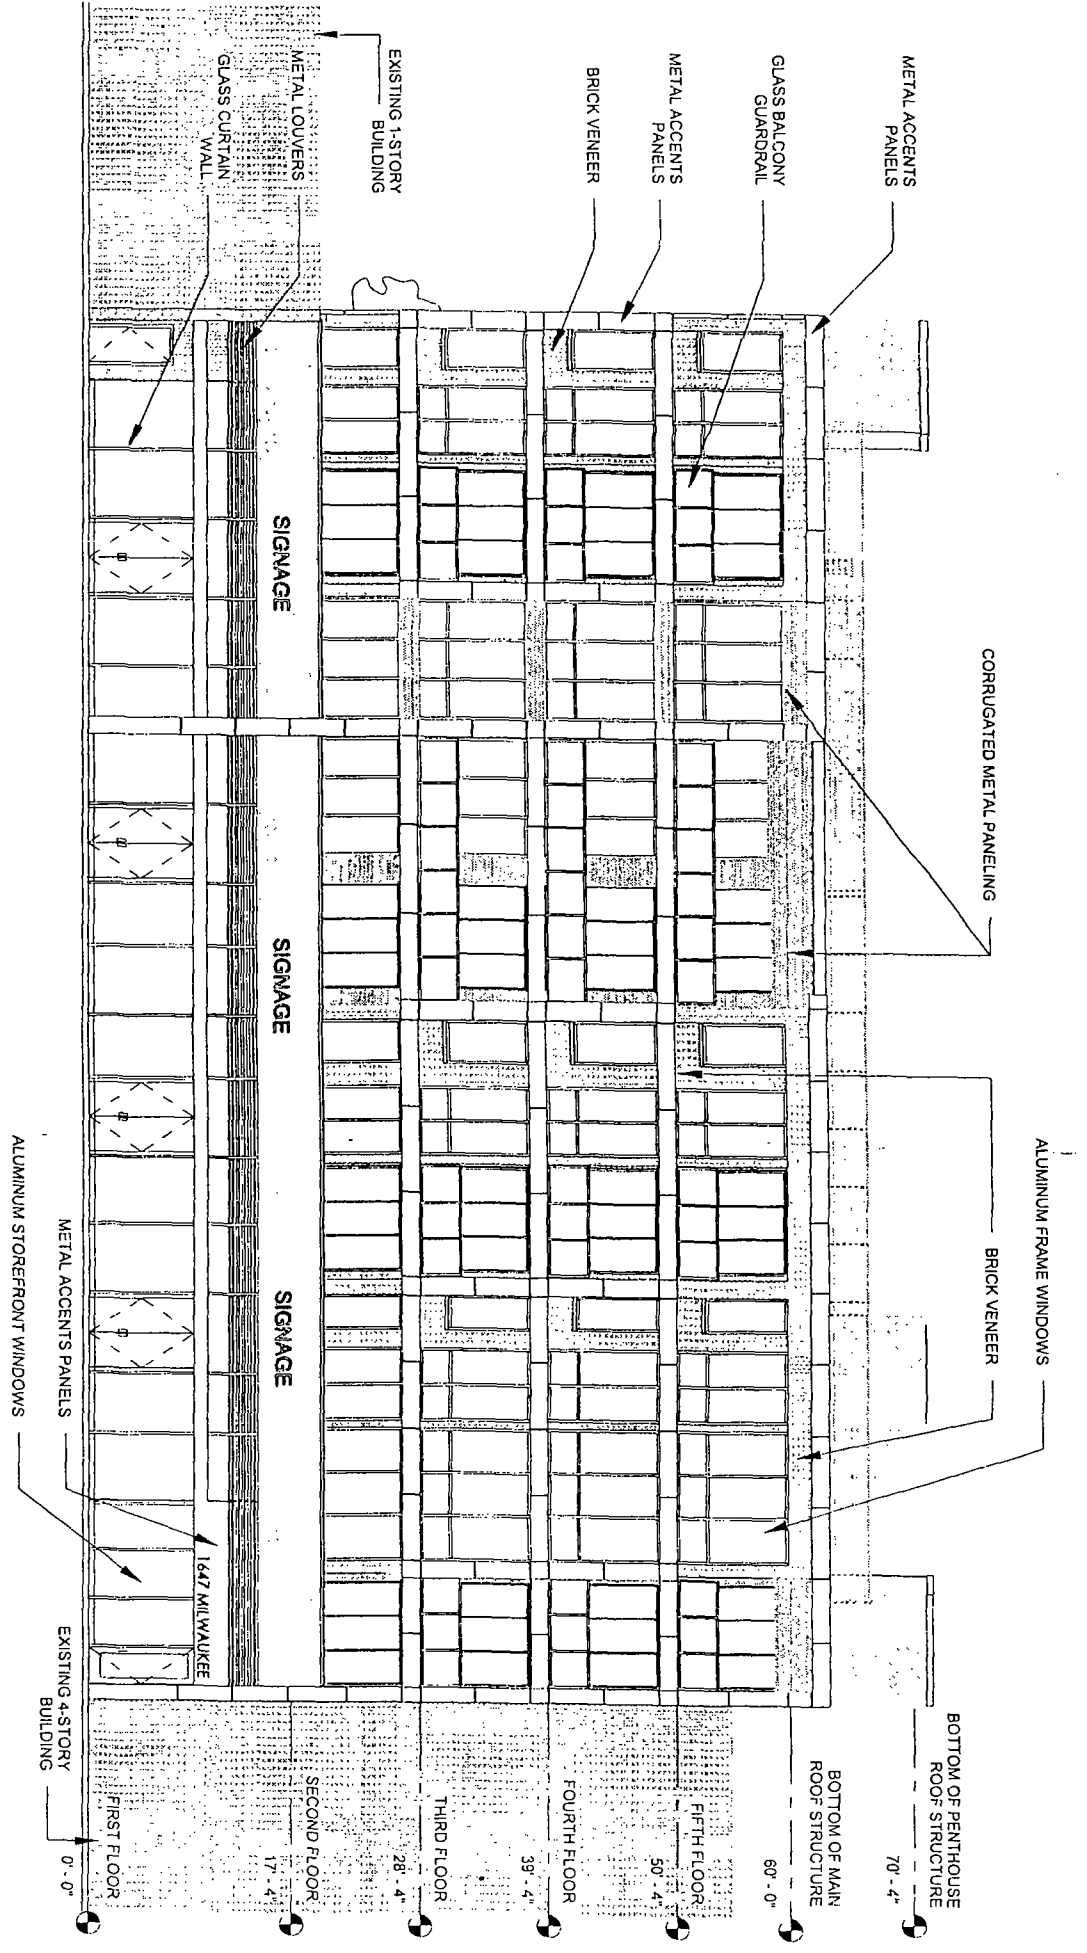 METAL ACCENTS
PANELS
GLASS BALCONY
GUARDRAIL
METAL ACCENTS
PANELS
BRICK VENEER
EXISTING 1-STORY
BUILDING
METAL LOUVERS
GLASS CURTAIN
WALL
CORRUGATED METAL PANELING
ALUMINUM FRAME WINDOWS
BRICK VENEER
SIGNAGE
SIGNAGE
SIGNAGE
1647 MILWAUKEE
METAL ACCENTS PANELS
ALUMINUM STOREFRONT WINDOWS
BOTTOM OF PENTHOUSE
ROOF STRUCTURE
70' - 4"
BOTTOM OF MAIN
ROOF STRUCTURE
60' - 0"
FIFTH FLOOR
50' - 4"
FOURTH FLOOR
39' - 4"
THIRD FLOOR
28' - 4"
SECOND FLOOR
17' - 4"
FIRST FLOOR
0' - 0"
EXISTING 4-STORY
BUILDING